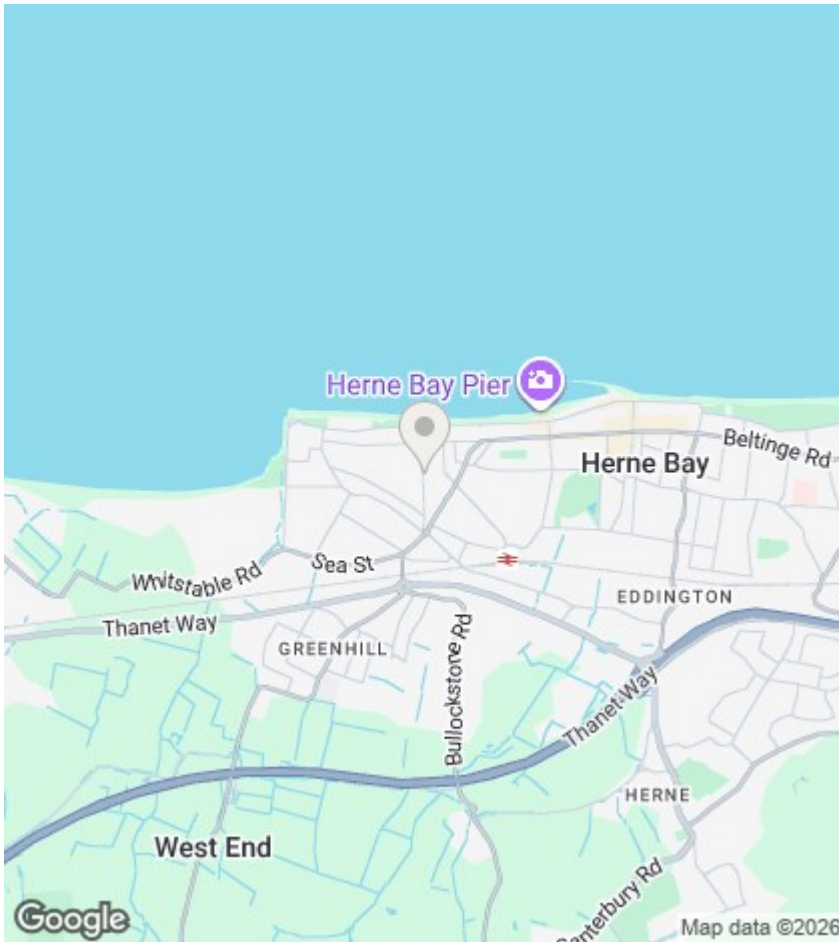 Herne Bay Pier
Beltinge Rd
Herne Bay
Whitstable Rd
Sea St
EDDINGTON
Thanet Way
GREENHILL
Bullockstone Rd
Thanet Way
HERNE
West End
Canterbury Rd
Google
Map data ©2026